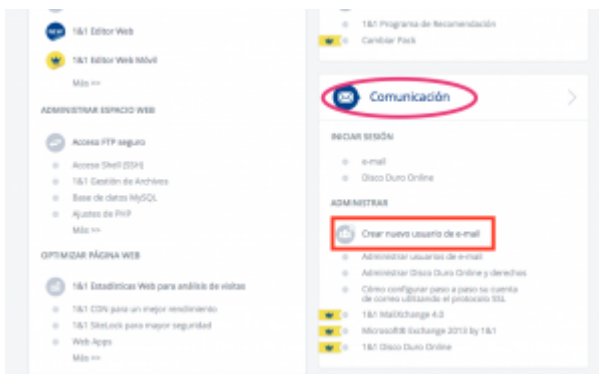 1&1 Editor Web
1&1 Editor Web Móvil
Más >>
ADMINISTRAR ESPACIO WEB
Acceso FTP seguro
Acceso Shell (SSH)
1&1 Gestión de Archivos
Base de datos MySQL
Ajustes de PHP
Más >>
OPTIMIZAR PÁGINA WEB
1&1 Estadísticas Web para análisis de visitas
1&1 CDN para un mejor rendimiento
1&1 SiteLock para mayor seguridad
Web Apps
Más >>
1&1 Programa de Recomendación
Cambiar Pack
Comunicación
INICIAR SESIÓN
e-mail
Disco Duro Online
ADMINISTRAR
Crear nuevo usuario de e-mail
Administrar usuarios de e-mail
Administrar Disco Duro Online y derechos
Cómo configurar paso a paso su cuenta
de correo utilizando el protocolo SSL
1&1 MailXchange 4.0
Microsoft® Exchange 2013 by 1&1
1&1 Disco Duro Online